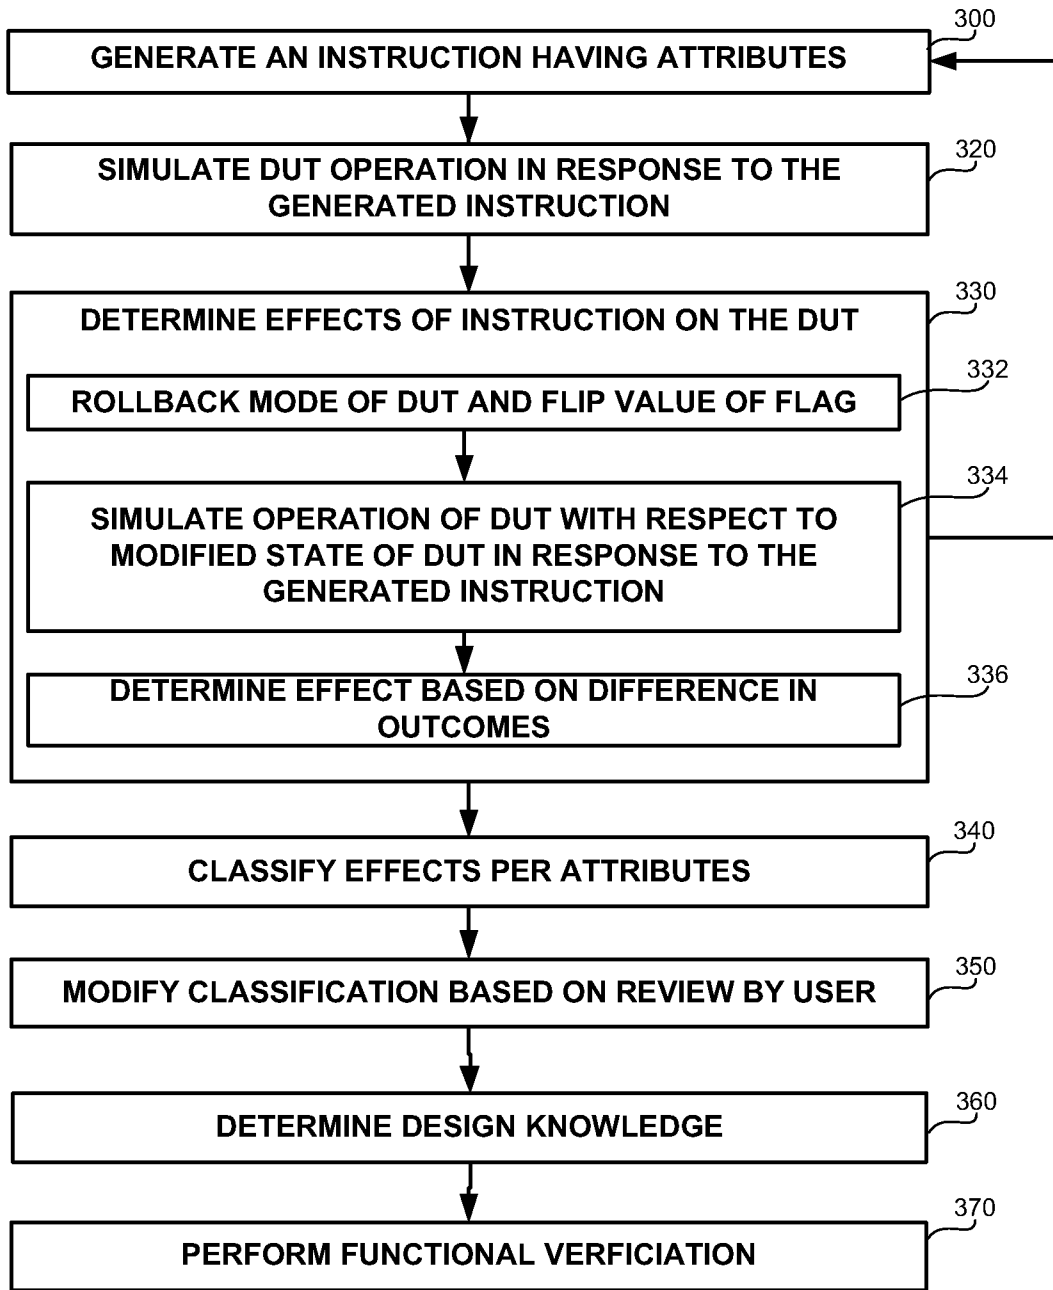 300
GENERATE AN INSTRUCTION HAVING ATTRIBUTES
320
SIMULATE DUT OPERATION IN RESPONSE TO THE
GENERATED INSTRUCTION
330
DETERMINE EFFECTS OF INSTRUCTION ON THE DUT
332
ROLLBACK MODE OF DUT AND FLIP VALUE OF FLAG
334
SIMULATE OPERATION OF DUT WITH RESPECT TO
MODIFIED STATE OF DUT IN RESPONSE TO THE
GENERATED INSTRUCTION
336
DETERMINE EFFECT BASED ON DIFFERENCE IN
OUTCOMES
340
CLASSIFY EFFECTS PER ATTRIBUTES
350
MODIFY CLASSIFICATION BASED ON REVIEW BY USER
360
DETERMINE DESIGN KNOWLEDGE
370
PERFORM FUNCTIONAL VERFICIATION